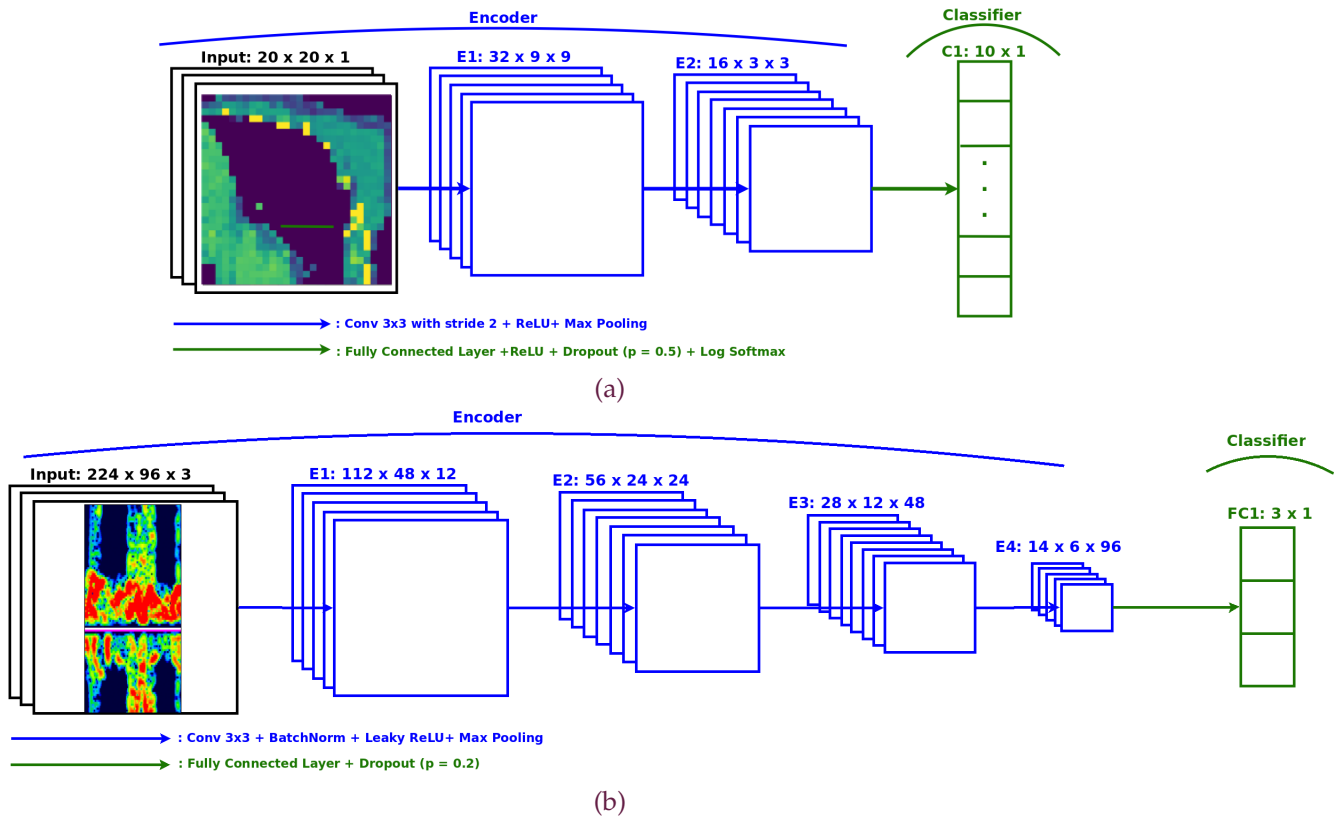 Encoder
Classifier
Input: 20 x 20 x 1
E1: 32 x 9 x 9
E2: 16 x 3 x 3
C1: 10 x 1
: Conv 3x3 with stride 2 + ReLU+ Max Pooling
: Fully Connected Layer +ReLU + Dropout (p = 0.5) + Log Softmax
(a)
Encoder
Classifier
Input: 224 x 96 x 3
E1: 112 x 48 x 12
E2: 56 x 24 x 24
E3: 28 x 12 x 48
E4: 14 x 6 x 96
FC1: 3 x 1
: Conv 3x3 + BatchNorm + Leaky ReLU+ Max Pooling
: Fully Connected Layer + Dropout (p = 0.2)
(b)